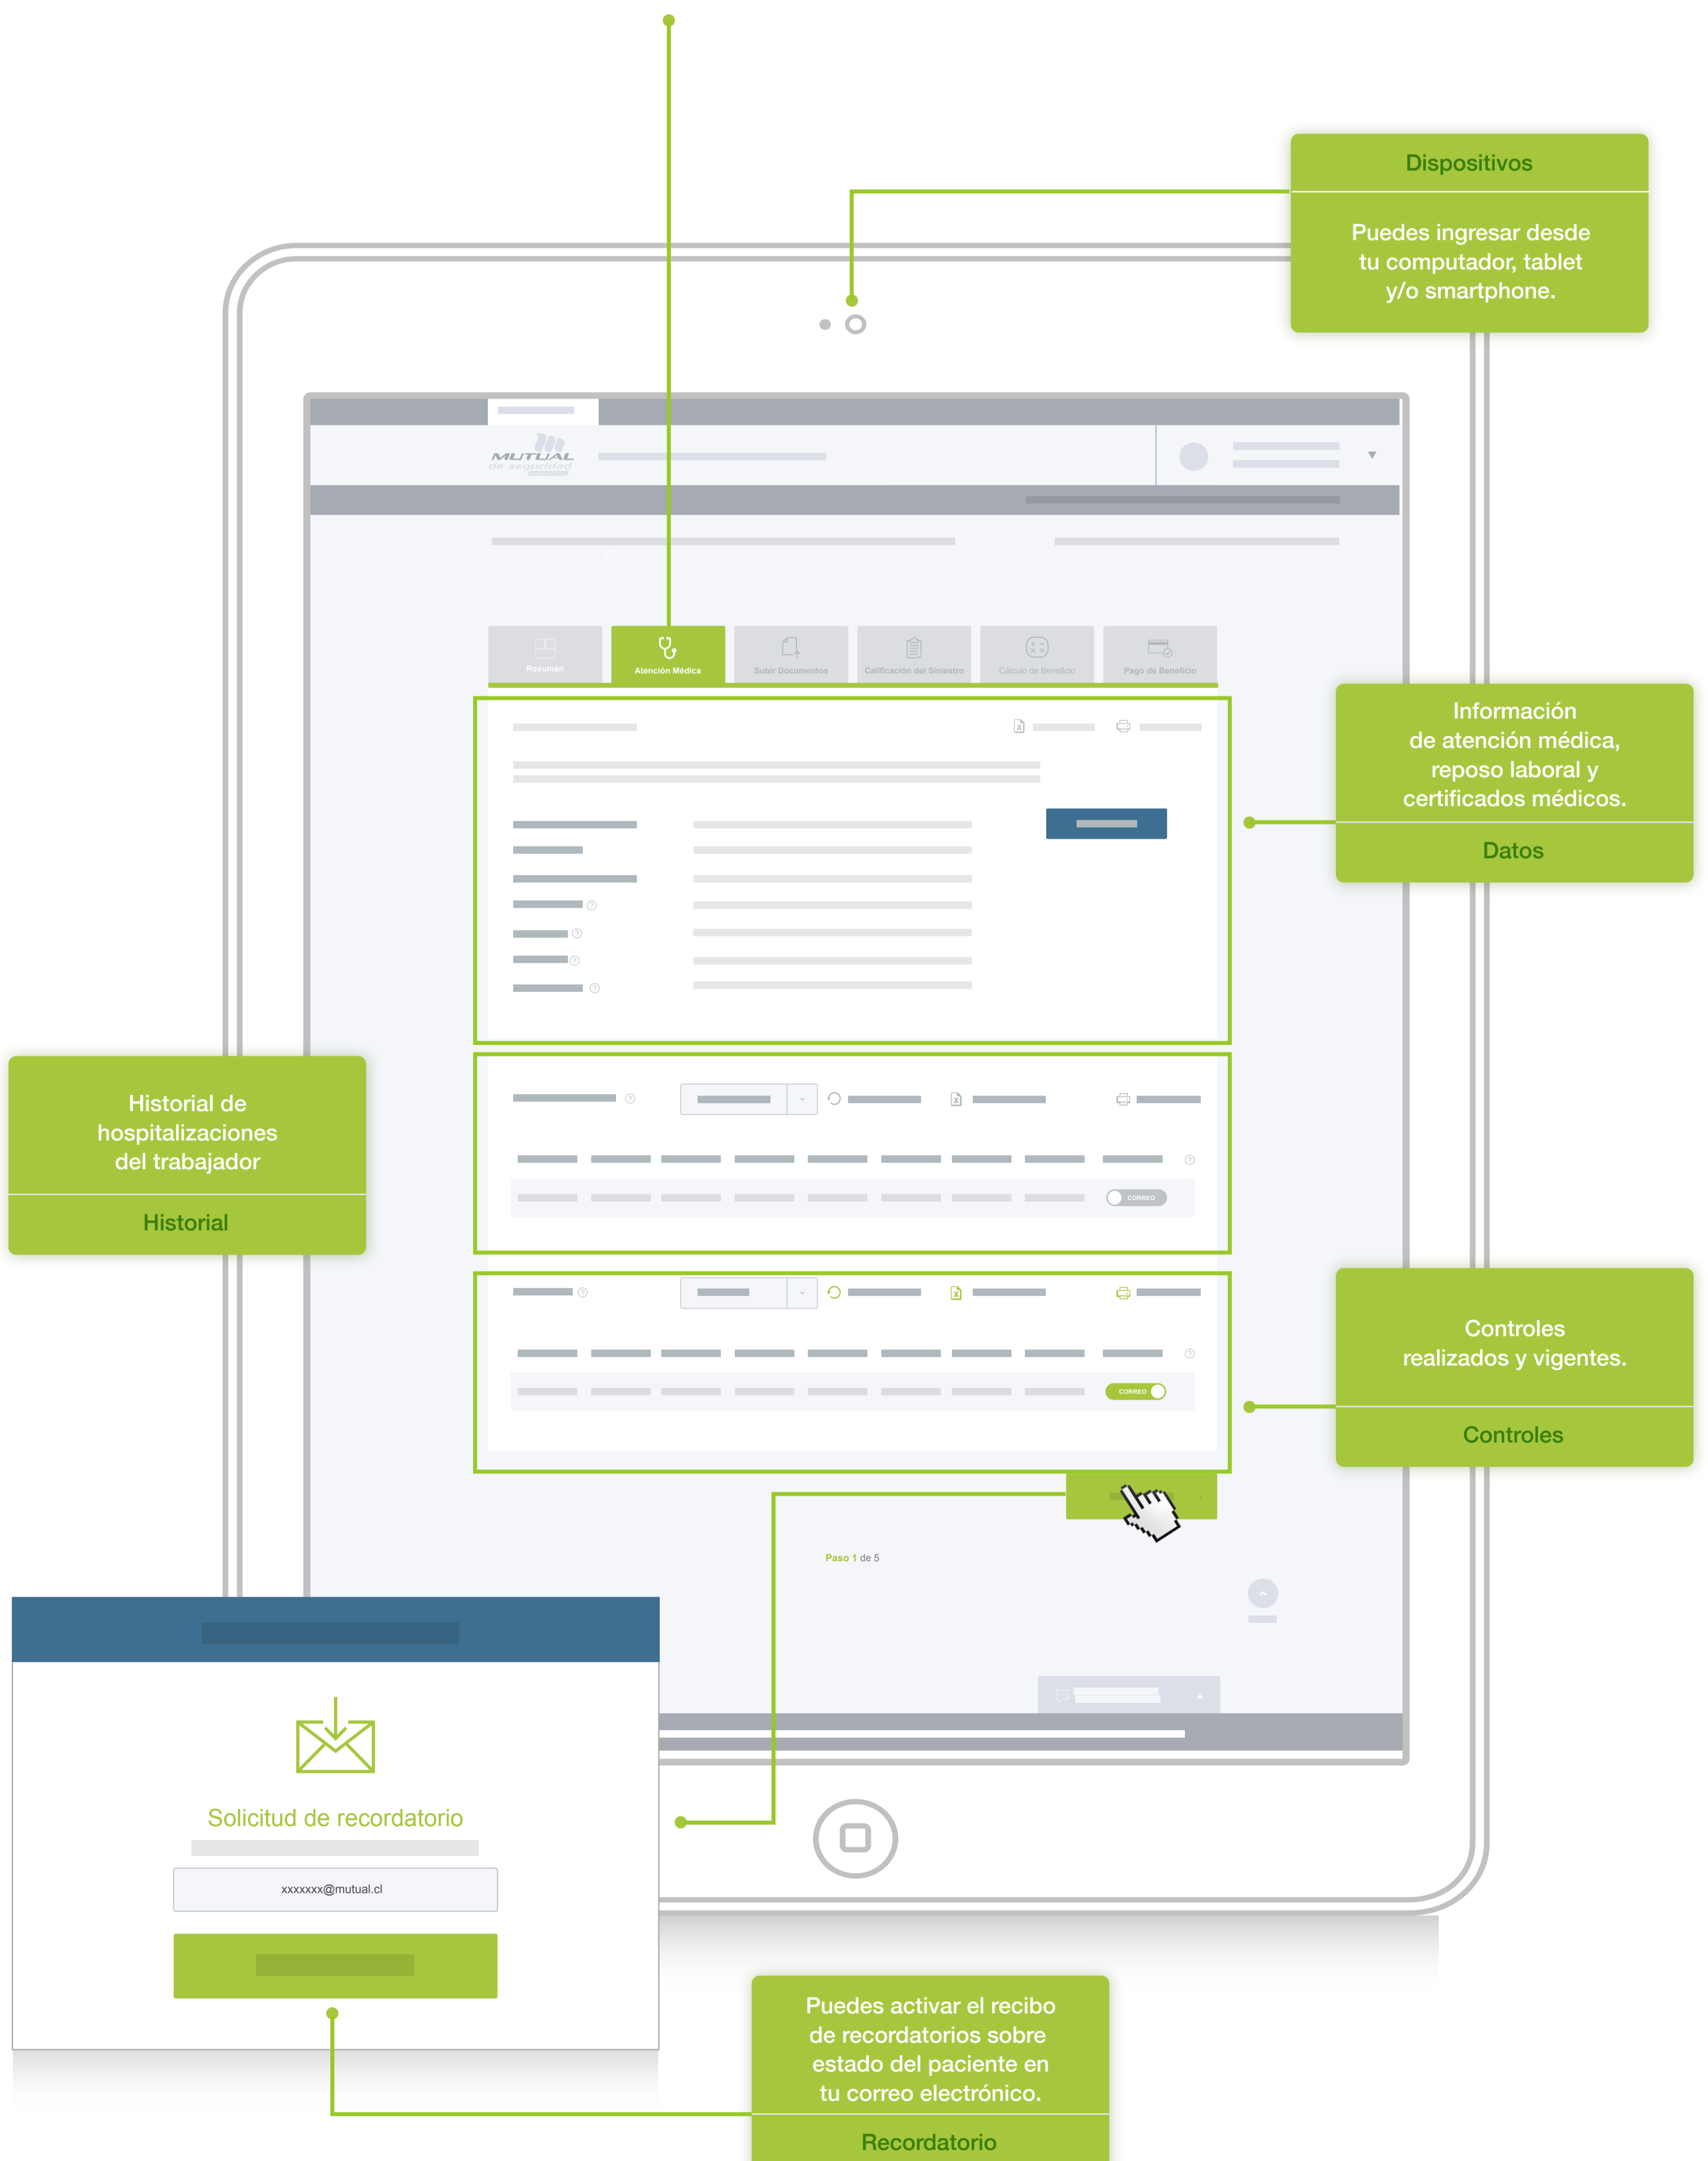 Dispositivos
Puedes ingresar desde
tu computador, tablet
y/o smartphone.
MUTUAL
de seguridad
Resumen
Atención Médica
Subir Documentos
Calificación del Siniestro
Cálculo de Beneficio
Pago de Beneficio
Información
de atención médica,
reposo laboral y
certificados médicos.
Datos
Historial de
hospitalizaciones
del trabajador
Historial
CORREO
Controles
realizados y vigentes.
Controles
CORREO
Paso 1 de 5
Solicitud de recordatorio
xxxxxxx@mutual.cl
Puedes activar el recibo
de recordatorios sobre
estado del paciente en
tu correo electrónico.
Recordatorio